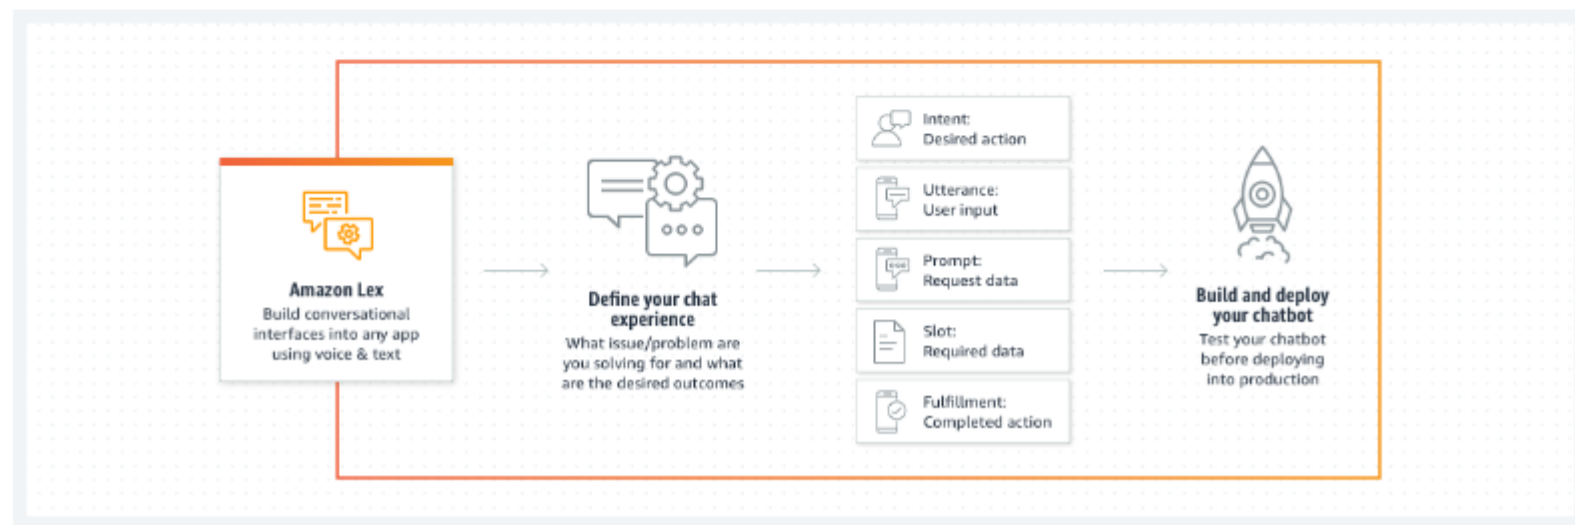 Amazon Lex
Build conversational
interfaces into any app
using voice & text
Define your chat
experience
What issue/problem are
you solving for and what
are the desired outcomes
Intent:
Desired action
Utterance:
User input
Prompt:
Request data
Slot:
Required data
Fulfillment:
Completed action
Build and deploy
your chatbot
Test your chatbot
before deploying
into production